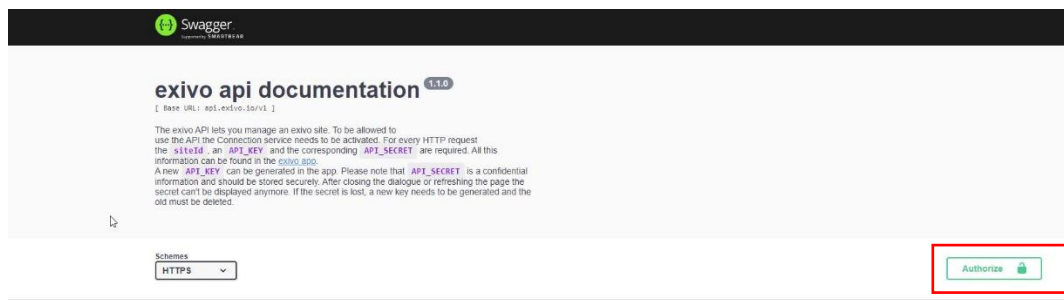 Swagger
Supported by SMARTBEAR
exivo api documentation 1.1.0
[ Base URL: api.exivo.io/v1 ]
The exivo API lets you manage an exivo site. To be allowed to
use the API the Connection service needs to be activated. For every HTTP request
the siteId , an API_KEY and the corresponding API_SECRET are required. All this
information can be found in the exivo app.
A new API_KEY can be generated in the app. Please note that API_SECRET is a confidential
information and should be stored securely. After closing the dialogue or refreshing the page the
secret can't be displayed anymore. If the secret is lost, a new key needs to be generated and the
old must be deleted.
Schemes
HTTPS
Authorize